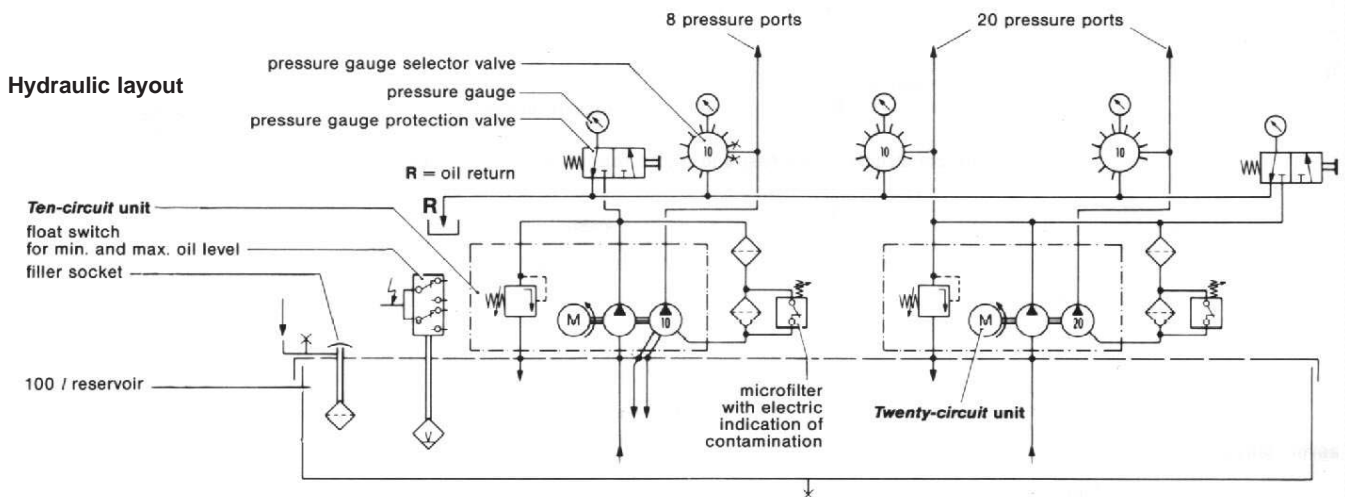 8 pressure ports
20 pressure ports
Hydraulic layout
pressure gauge selector valve
pressure gauge
pressure gauge protection valve
10
10
10
R = oil return
R
Ten-circuit unit
float switch
for min. and max. oil level
filler socket
M
10
M
20
100 l reservoir
microfilter
with electric
indication of
contamination
Twenty-circuit unit